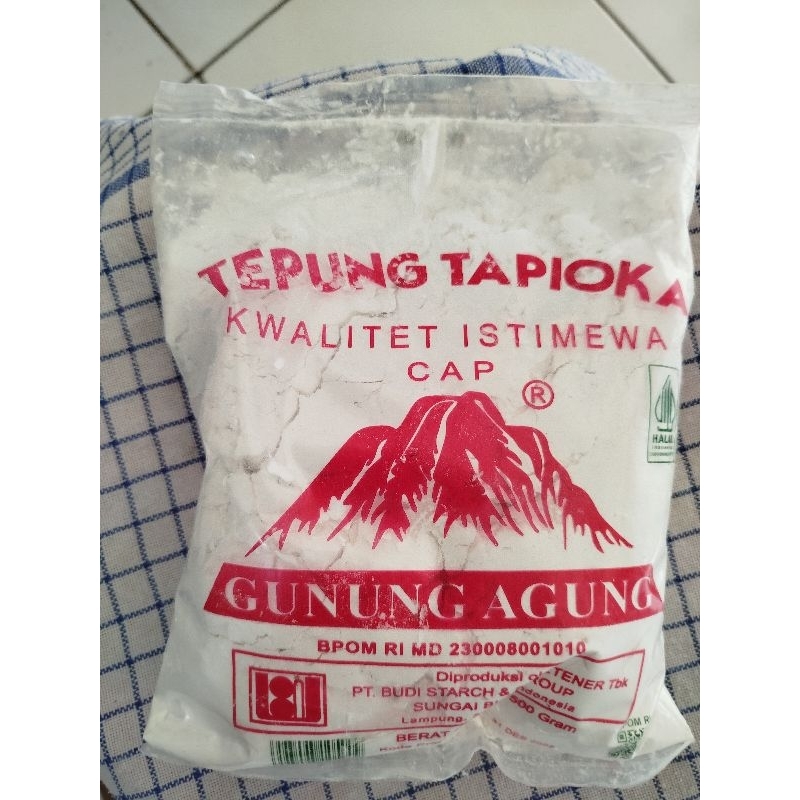 TEPUNG TAPIOKA
KWALITET ISTIMEWA
CAP
®
HALAL
GUNUNG AGUNG
BPOM RI MD 230008001010
Diproduksi
TENER Tbk
PT. BUDI STARCH &
GROUP
SUNGAI
Indonesia
Lampung
500 Gram
BERAT
DES